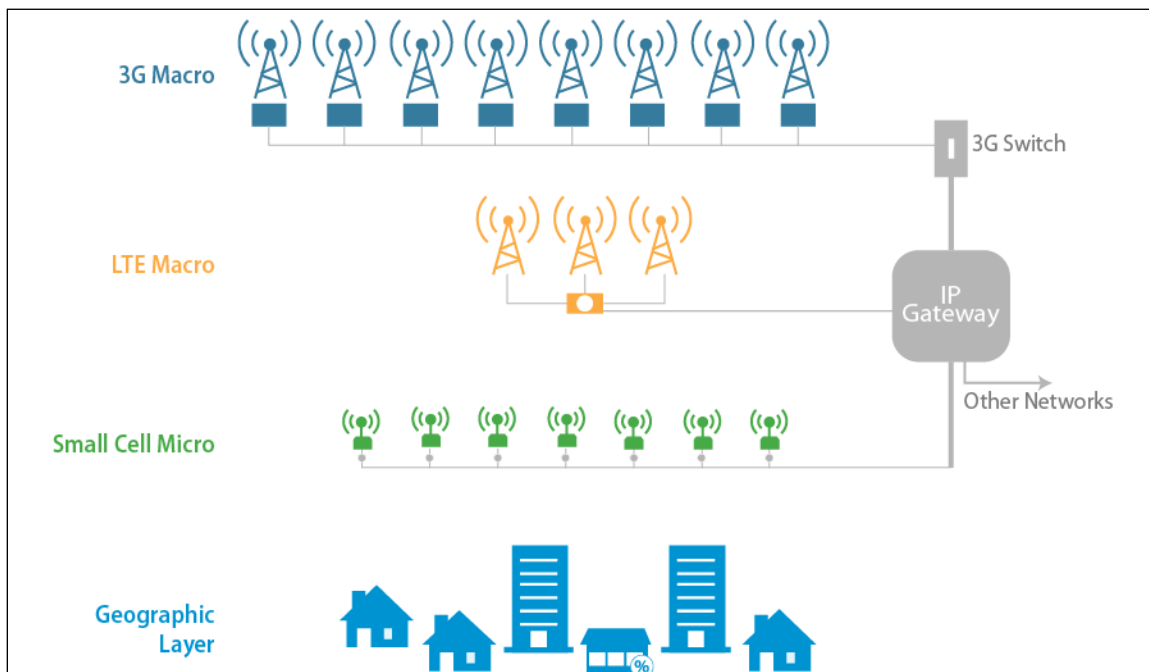 3G Macro
3G Switch
LTE Macro
IP
Gateway
Other Networks
Small Cell Micro
Geographic
Layer
%